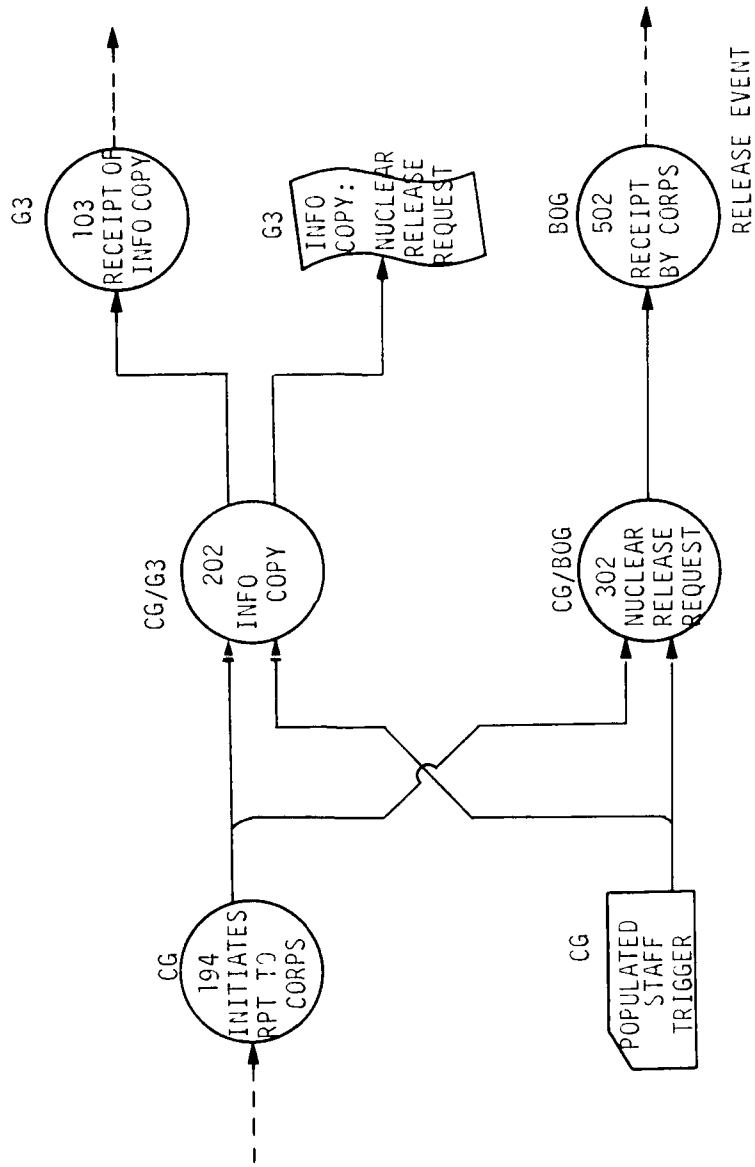 CG
194
INITIATES
RPT TO
CORPS
CG
POPULATED
STAFF
TRIGGER
CG/G3
202
INFO
COPY
CG/BOG
302
NUCLEAR
RELEASE
REQUEST
G3
103
RECEIPT OF
INFO COPY
G3
INFO
COPY:
NUCLEAR
RELEASE
REQUEST
BOG
502
RECEIPT
BY CORPS
RELEASE EVENT